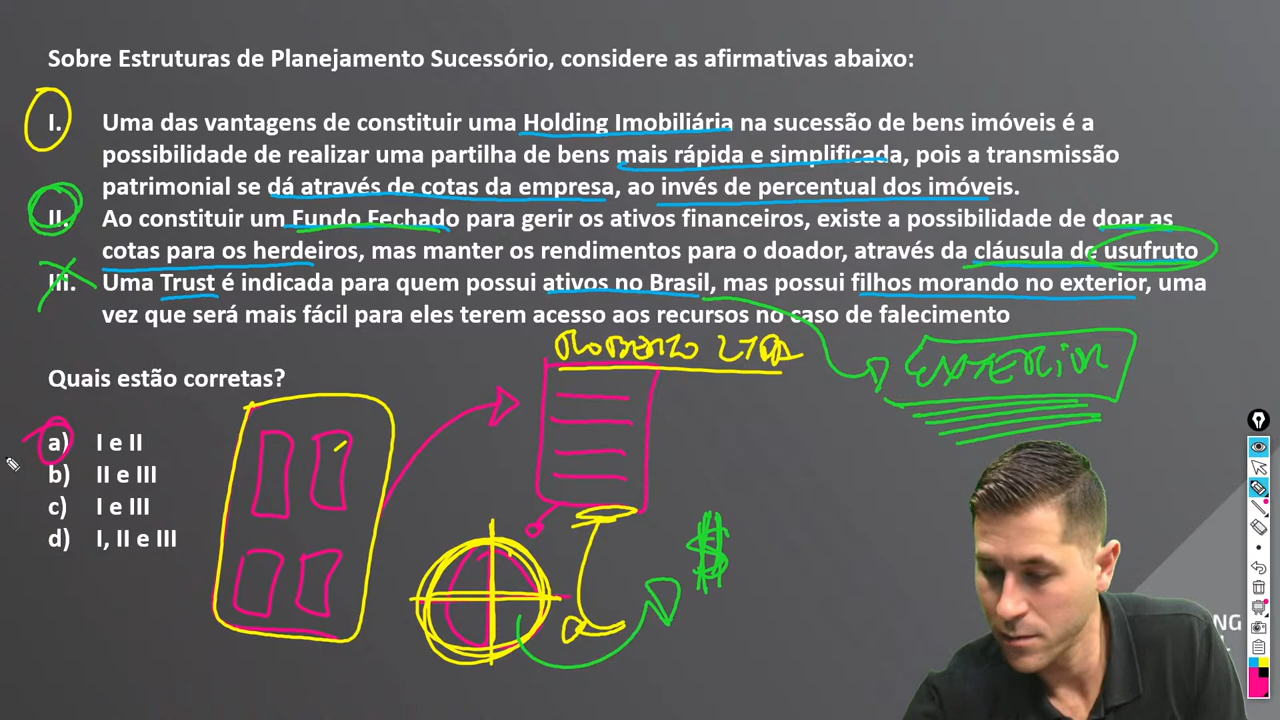 Sobre Estruturas de Planejamento Sucessório, considere as afirmativas abaixo:
I. Uma das vantagens de constituir uma Holding Imobiliária na sucessão de bens imóveis é a
possibilidade de realizar uma partilha de bens mais rápida e simplificada, pois a transmissão
patrimonial se dá através de cotas da empresa, ao invés de percentual dos imóveis.
II. Ao constituir um Fundo Fechado para gerir os ativos financeiros, existe a possibilidade de doar as
cotas para os herdeiros, mas manter os rendimentos para o doador, através da cláusula de usufruto
III. Uma Trust é indicada para quem possui ativos no Brasil, mas possui filhos morando no exterior, uma
vez que será mais fácil para eles terem acesso aos recursos no caso de falecimento
ROBERTO LTDA
EXTERIOR
Quais estão corretas?
a) I e II
b) II e III
c) I e III
d) I, II e III
$